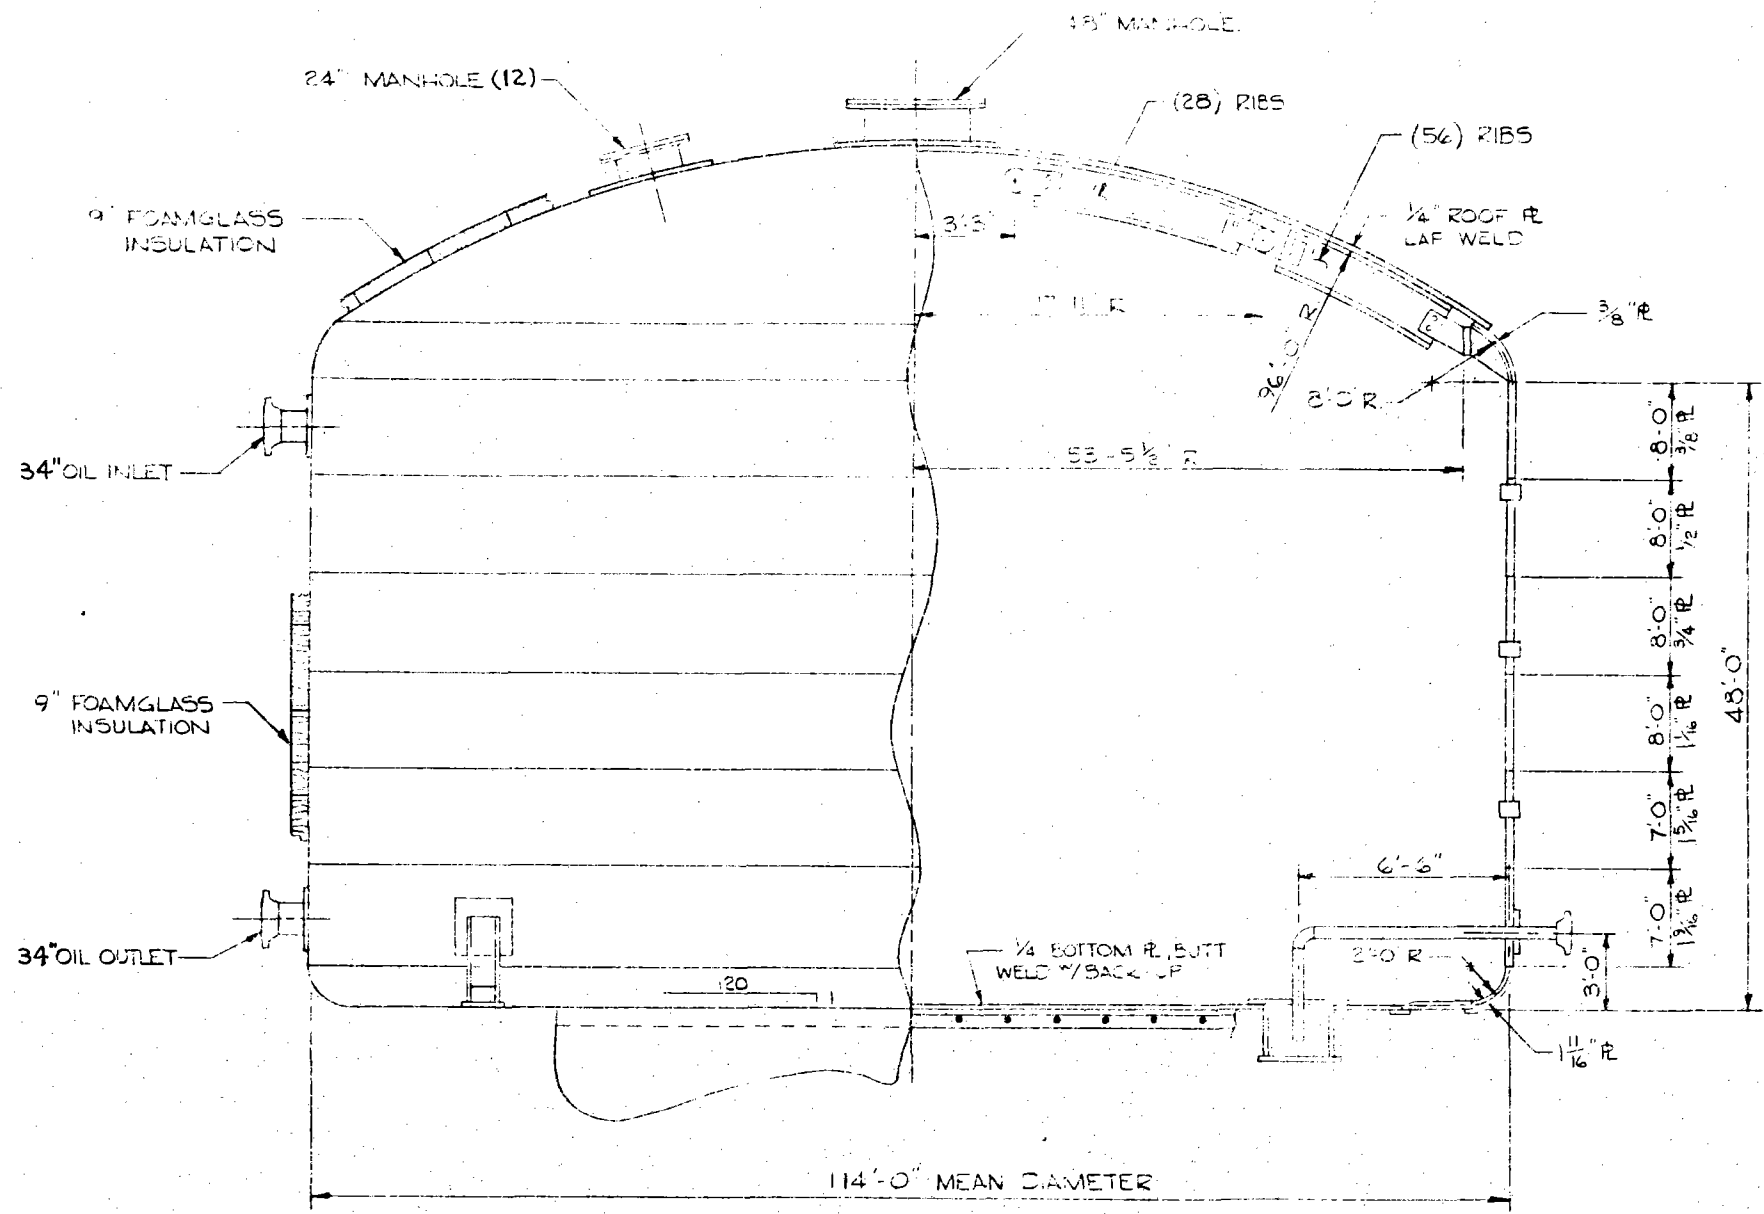 48" MANHOLE
24" MANHOLE (12)
(28) RIBS
(56) RIBS
9" FOAMGLASS
INSULATION
3'-3"
1/4" ROOF PL
LAP WELD
3/8" PL
96'-0 R
8'-0 R
34" OIL INLET
53'-5 1/2" R
8'-0"
3/8 PL
8'-0"
1/2" PL
8'-0"
3/4" PL
8'-0"
1 1/16" PL
7'-0"
1 5/16" PL
7'-0"
1 9/16" PL
48'-0"
9" FOAMGLASS
INSULATION
6'-6"
34" OIL OUTLET
1/4 BOTTOM PL, BUTT
WELD W/BACK-UP
2'-0 R
3'-0"
120
1
1 11/16" PL
114'-0" MEAN DIAMETER